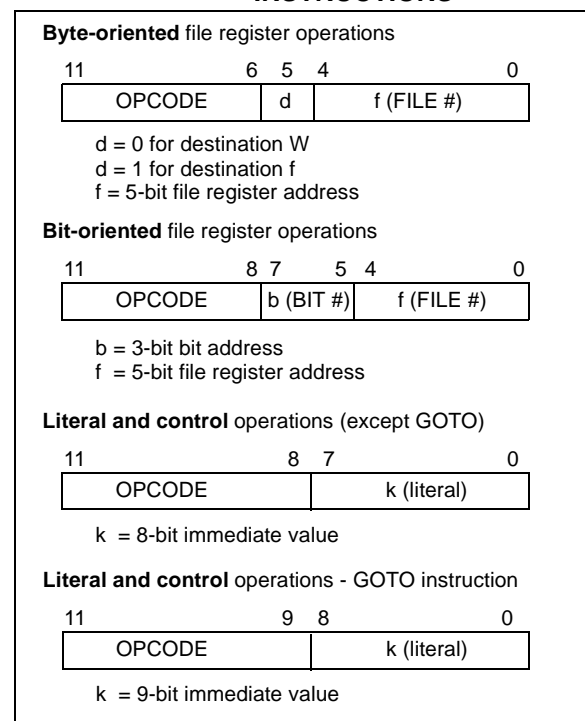 Byte-oriented file register operations
11 6 5 4 0
OPCODE d f (FILE #)
d = 0 for destination W
d = 1 for destination f
f = 5-bit file register address
Bit-oriented file register operations
11 8 7 5 4 0
OPCODE b (BIT #) f (FILE #)
b = 3-bit bit address
f = 5-bit file register address
Literal and control operations (except GOTO)
11 8 7 0
OPCODE k (literal)
k = 8-bit immediate value
Literal and control operations - GOTO instruction
11 9 8 0
OPCODE k (literal)
k = 9-bit immediate value